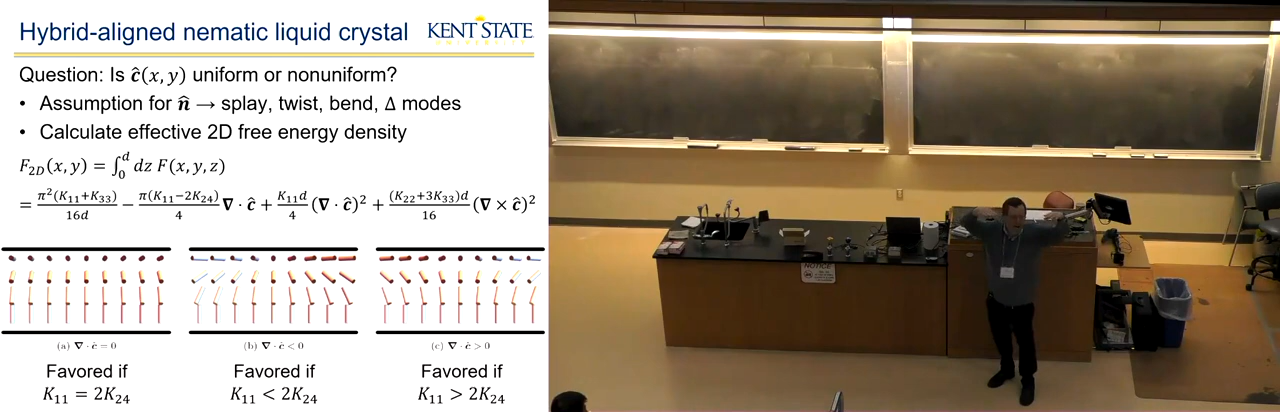 Hybrid-aligned nematic liquid crystal
KENT STATE
UNIVERSITY
Question: Is ĉ(x, y) uniform or nonuniform?
• Assumption for n̂ → splay, twist, bend, Δ modes
• Calculate effective 2D free energy density
F₂D(x, y) = ∫₀ᵈ dz F(x, y, z)
= π²(K₁₁+K₃₃)/16d − π(K₁₁−2K₂₄)/4 ∇ · ĉ + K₁₁d/4 (∇ · ĉ)² + (K₂₂+3K₃₃)d/16 (∇ × ĉ)²
(a) ∇ · ĉ = 0
(b) ∇ · ĉ < 0
(c) ∇ · ĉ > 0
Favored if
K₁₁ = 2K₂₄
Favored if
K₁₁ < 2K₂₄
Favored if
K₁₁ > 2K₂₄
NOTICE